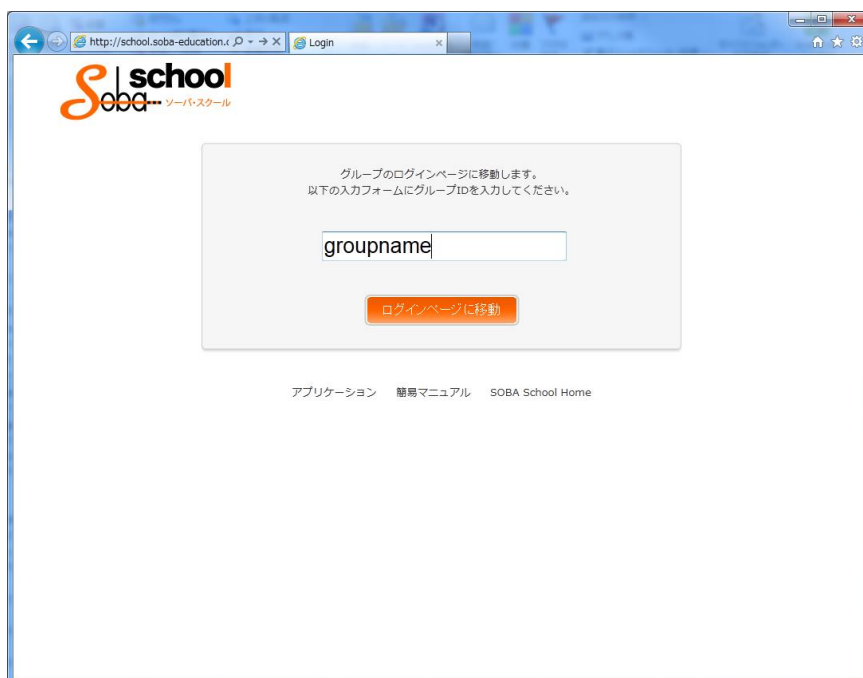 http://school.soba-education.c
Login
school
Soba
ソーバ・スクール
グループのログインページに移動します。
以下の入力フォームにグループIDを入力してください。
groupname
ログインページに移動
アプリケーション 簡易マニュアル SOBA School Home